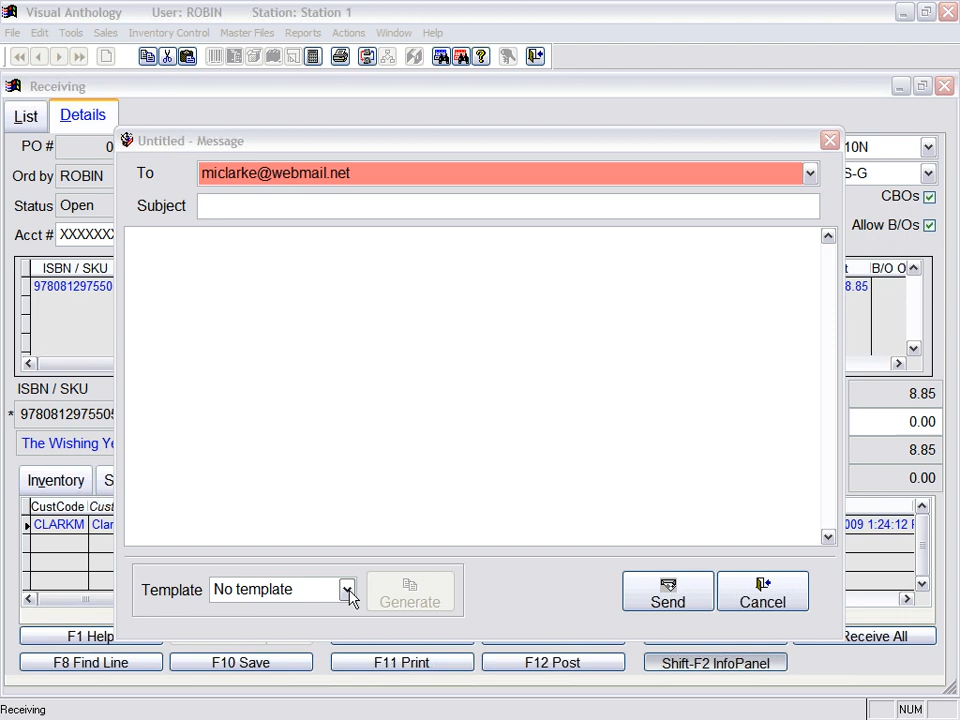 Visual Anthology User: ROBIN Station: Station 1
File Edit Tools Sales Inventory Control Master Files Reports Actions Window Help
Receiving
List Details
Untitled - Message
PO # 0
To miclarke@webmail.net
10N
Ord by ROBIN
S-G
Subject
CBOs
Status Open
Allow B/Os
Acct # XXXXXXX
ISBN / SKU
t B/O O
978081297550
8.85
ISBN / SKU
8.85
* 9780812975505
0.00
The Wishing Ye
8.85
Inventory S
0.00
CustCode Cust
CLARKM Clar
009 1:24:12 P
Template No template
Generate
Send
Cancel
F1 Help
Receive All
F8 Find Line F10 Save F11 Print F12 Post Shift-F2 InfoPanel
Receiving
NUM